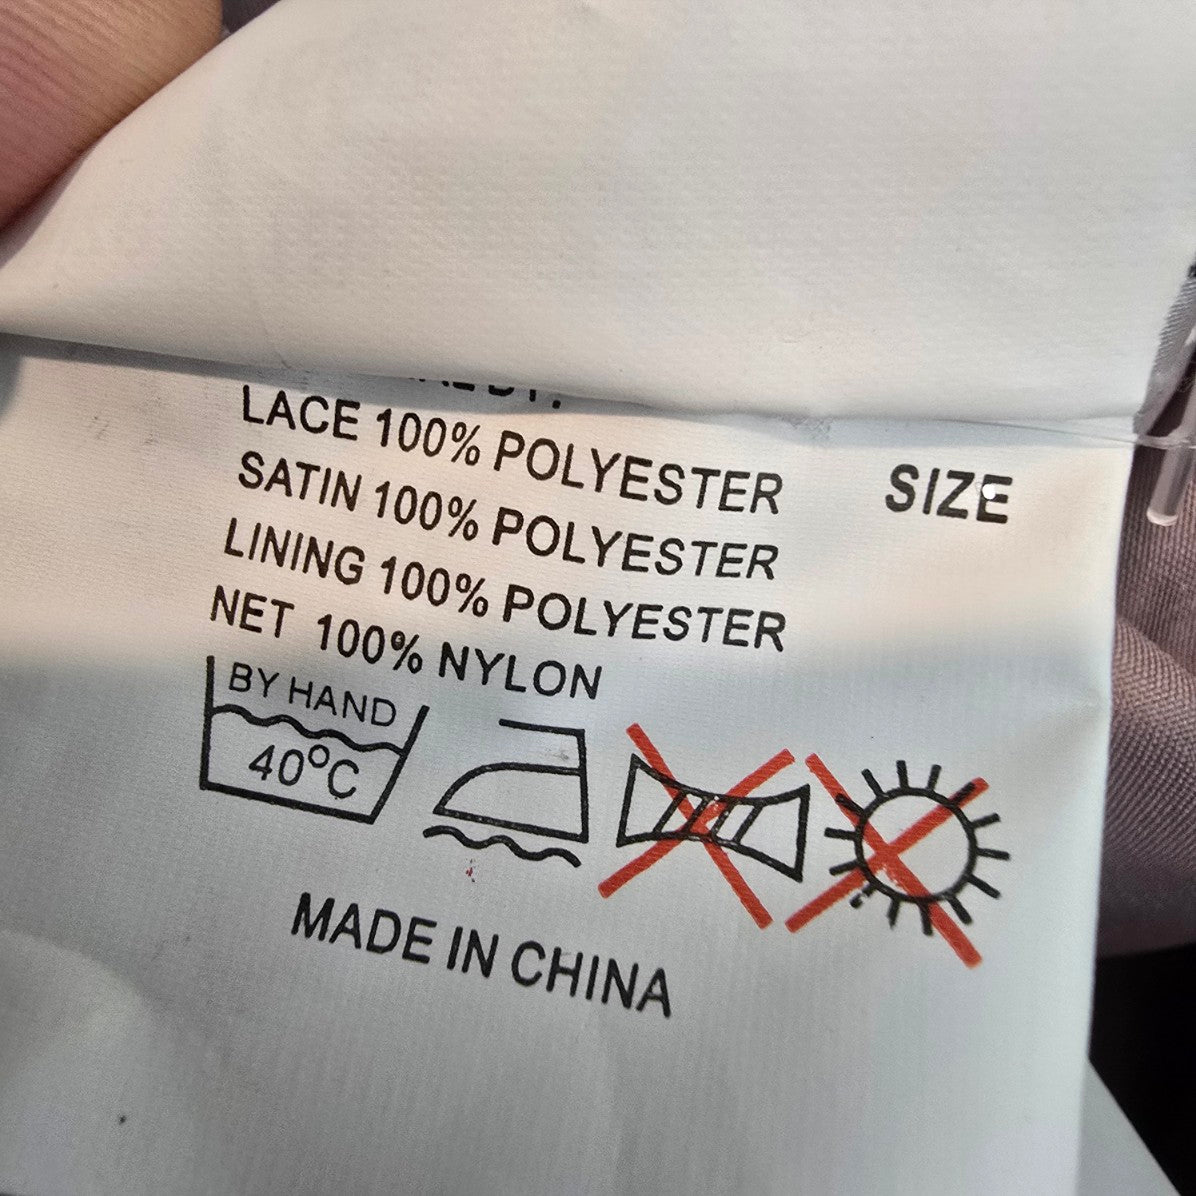 LACE 100% POLYESTER
SIZE
SATIN 100% POLYESTER
LINING 100% POLYESTER
NET 100% NYLON
BY HAND
40°C
MADE IN CHINA